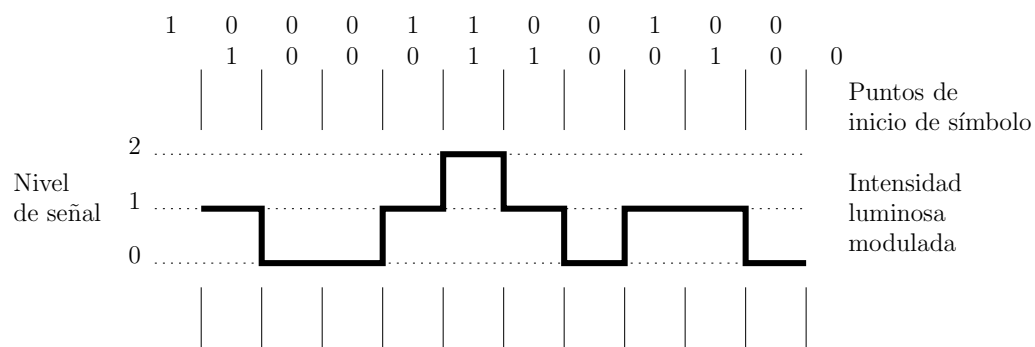 1 0 0 0 1 1 0 0 1 0 0
1 0 0 0 1 1 0 0 1 0 0
Puntos de
inicio de símbolo
2
1
0
Nivel
de señal
Intensidad
luminosa
modulada